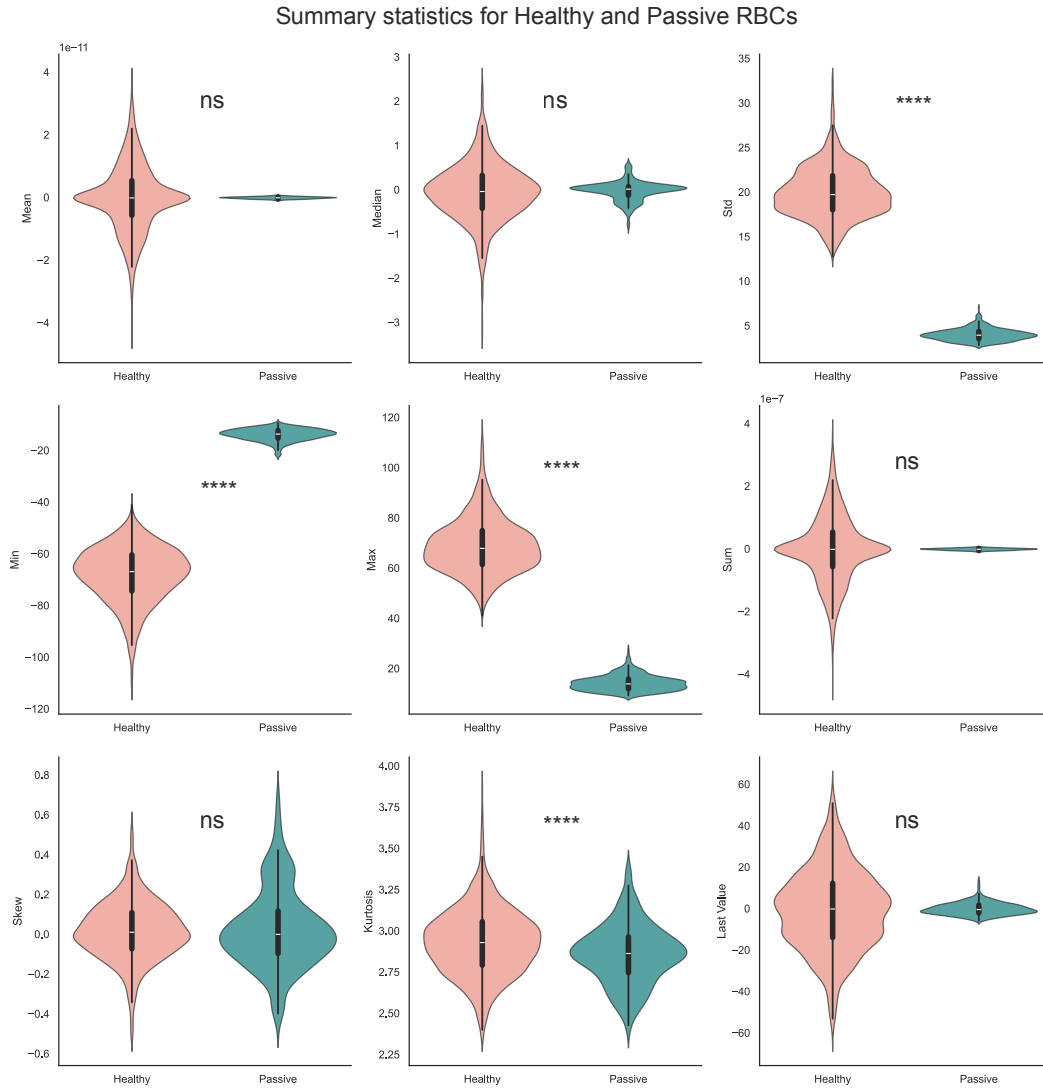 Summary statistics for Healthy and Passive RBCs
1e−11
4
2
0
−2
−4
Mean
ns
Healthy
Passive
3
2
1
0
−1
−2
−3
Median
ns
Healthy
Passive
35
30
25
20
15
10
5
Std
****
Healthy
Passive
−20
−40
−60
−80
−100
−120
Min
****
Healthy
Passive
120
100
80
60
40
20
Max
****
Healthy
Passive
1e−7
4
2
0
−2
−4
Sum
ns
Healthy
Passive
0.8
0.6
0.4
0.2
0.0
−0.2
−0.4
−0.6
Skew
ns
Healthy
Passive
4.00
3.75
3.50
3.25
3.00
2.75
2.50
2.25
Kurtosis
****
Healthy
Passive
60
40
20
0
−20
−40
−60
Last Value
ns
Healthy
Passive